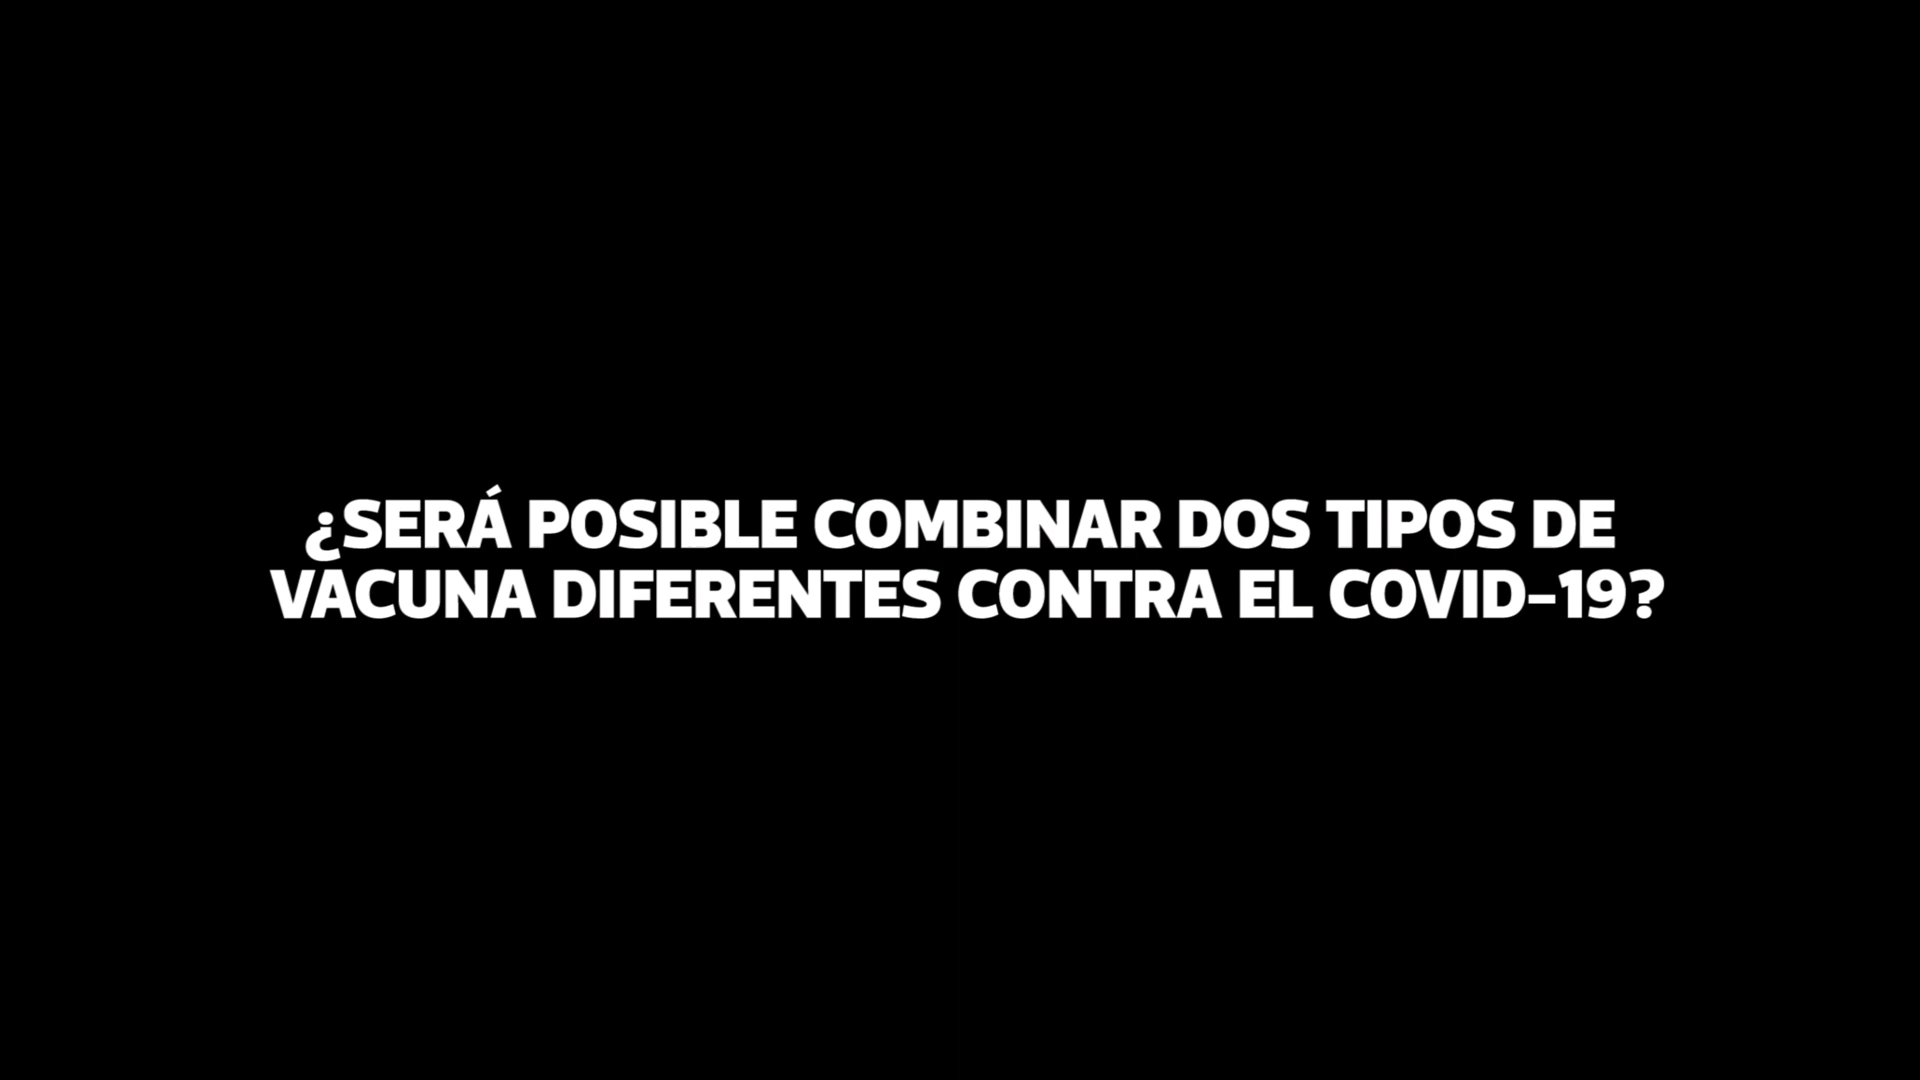 ¿SERÁ POSIBLE COMBINAR DOS TIPOS DE
VACUNA DIFERENTES CONTRA EL COVID-19?